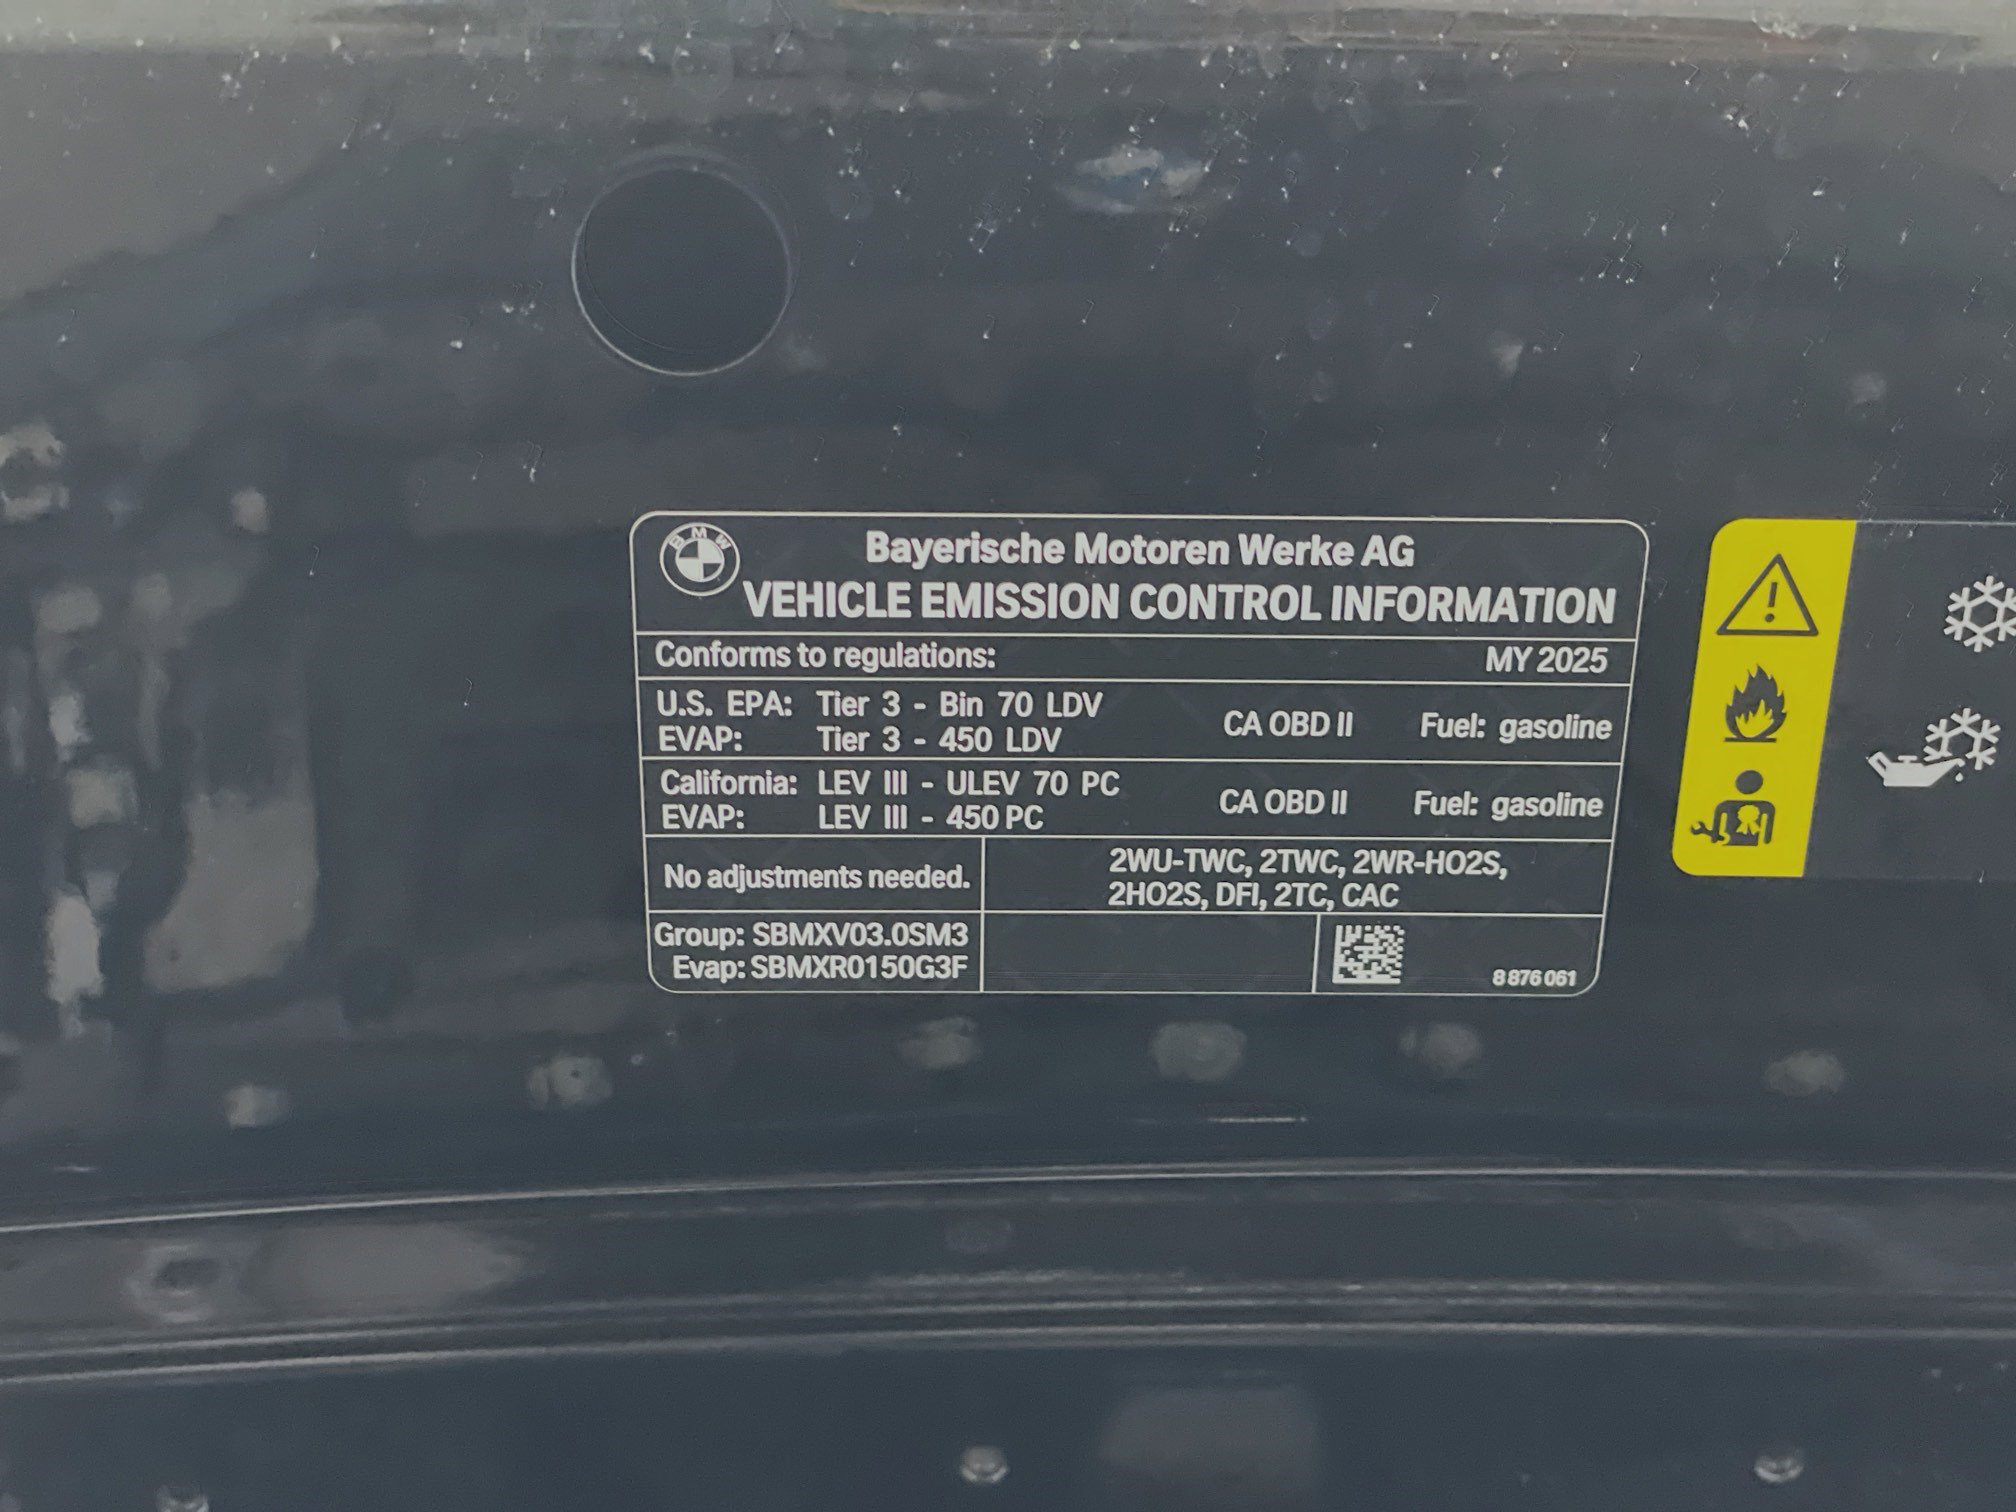 BMW
Bayerische Motoren Werke AG
VEHICLE EMISSION CONTROL INFORMATION
Conforms to regulations: MY 2025
U.S. EPA: Tier 3 - Bin 70 LDV
EVAP: Tier 3 - 450 LDV
CA OBD II Fuel: gasoline
California: LEV III - ULEV 70 PC
EVAP: LEV III - 450 PC
CA OBD II Fuel: gasoline
No adjustments needed.
2WU-TWC, 2TWC, 2WR-HO2S,
2HO2S, DFI, 2TC, CAC
Group: SBMXV03.0SM3
Evap: SBMXR0150G3F
8 876 061